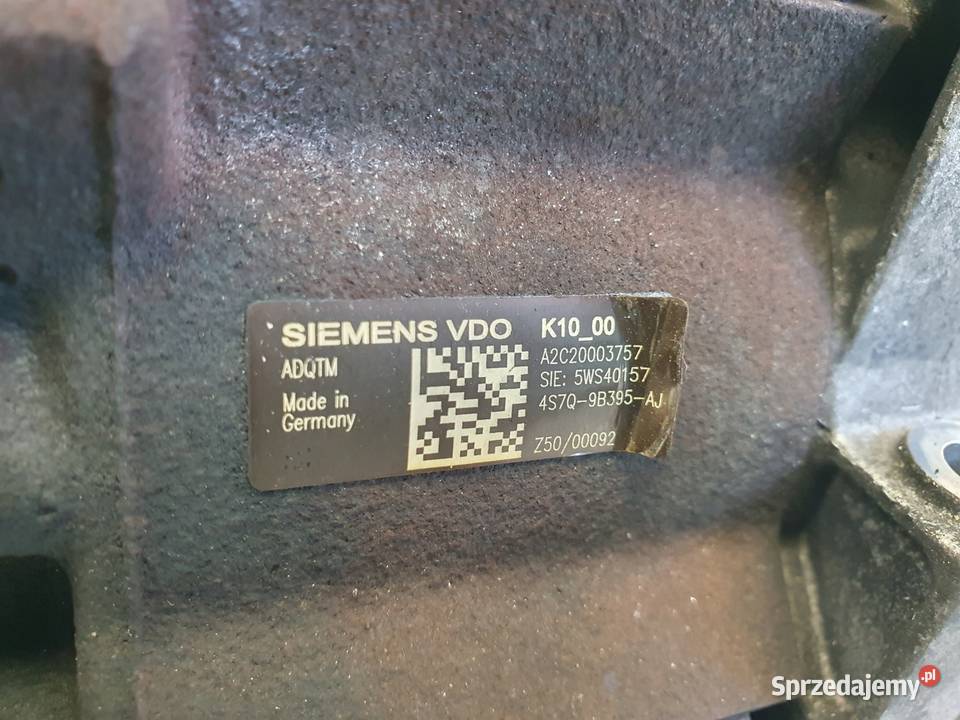 SIEMENS VDO K10_00
ADQTM
A2C20003757
SIE: 5WS40157
Made in
Germany
4S7Q-9B395-AJ
Z50/00092
Sprzedajemy.pl